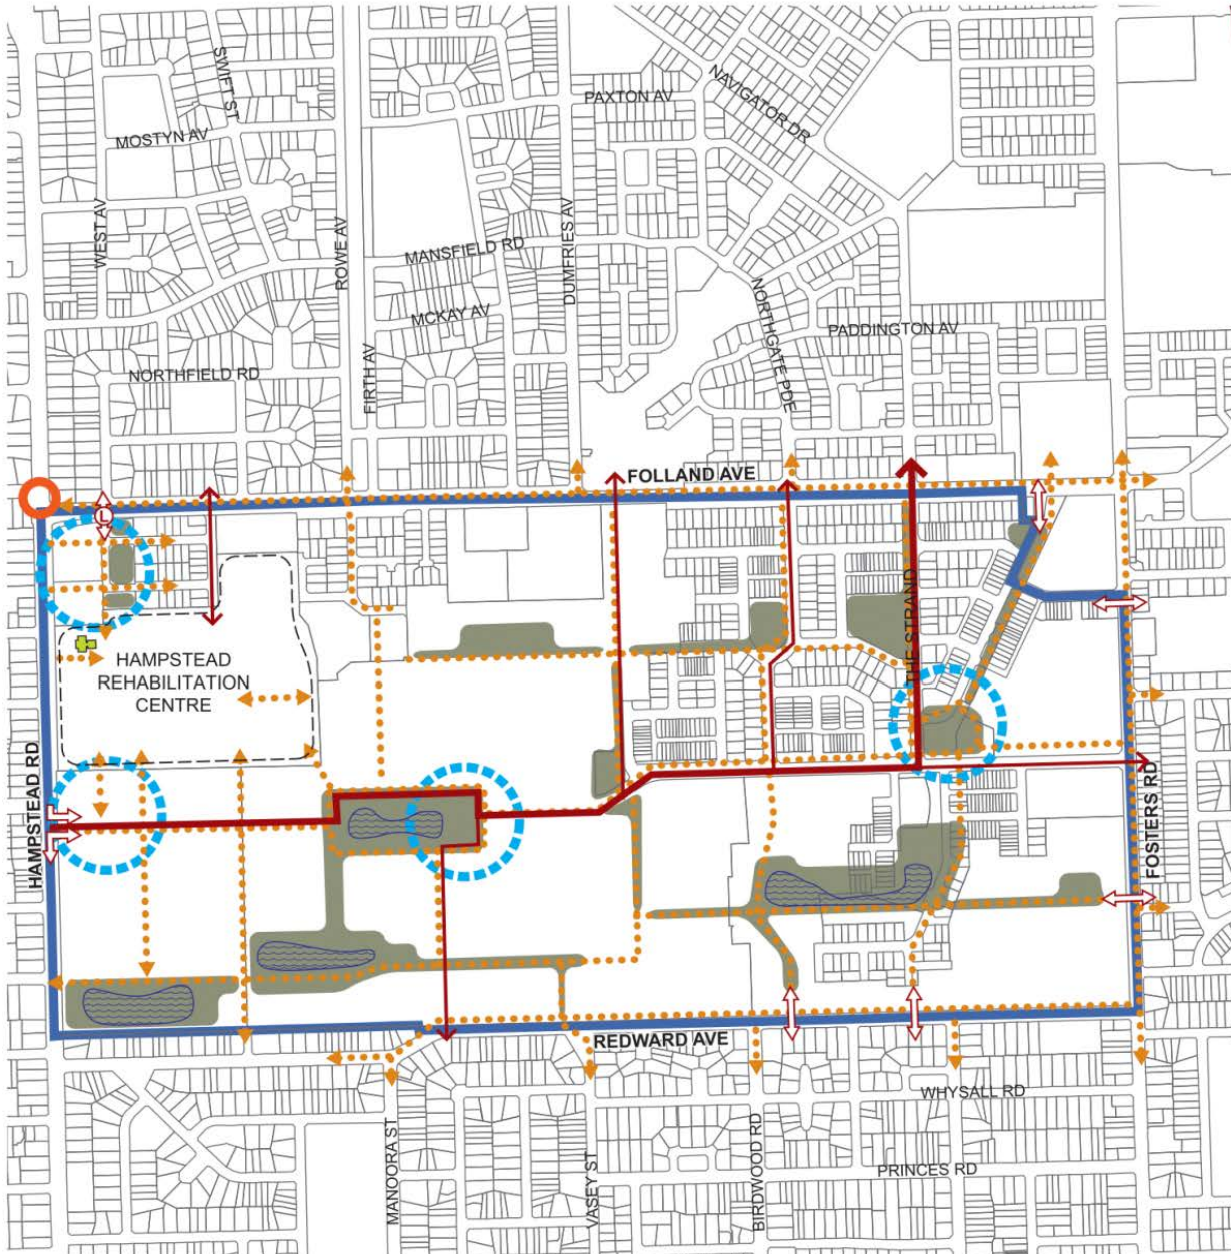 SWIFT ST
PAXTON AV
NAVIGATOR DR
MOSTYN AV
WEST AV
ROWE AV
MANSFIELD RD
DUMFRIES AV
MCKAY AV
NORTHGATE PDE
PADDINGTON AV
NORTHFIELD RD
FIRTH AV
FOLLAND AVE
L
THE STRAND
HAMPSTEAD
REHABILITATION
CENTRE
HAMPSTEAD RD
FOSTERS RD
REDWARD AVE
WHYSALL RD
MANOORA ST
VASEY ST
BIRDWOOD RD
PRINCES RD